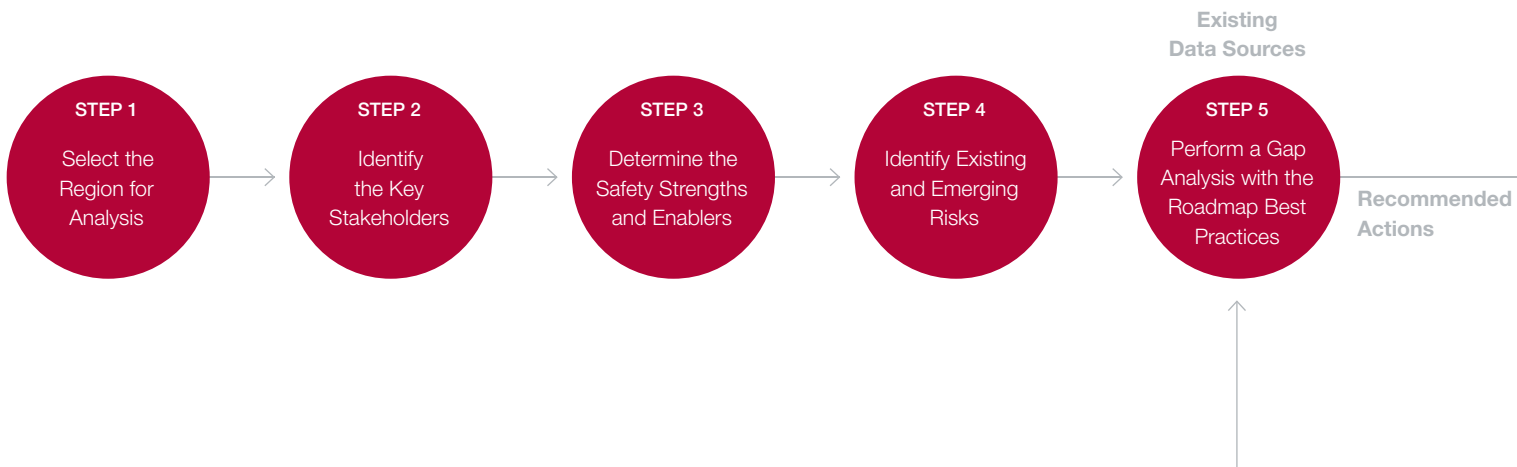 STEP 1
Select the
Region for
Analysis
STEP 2
Identify
the Key
Stakeholders
STEP 3
Determine the
Safety Strengths
and Enablers
STEP 4
Identify Existing
and Emerging
Risks
Existing
Data Sources
STEP 5
Perform a Gap
Analysis with the
Roadmap Best
Practices
Recommended
Actions